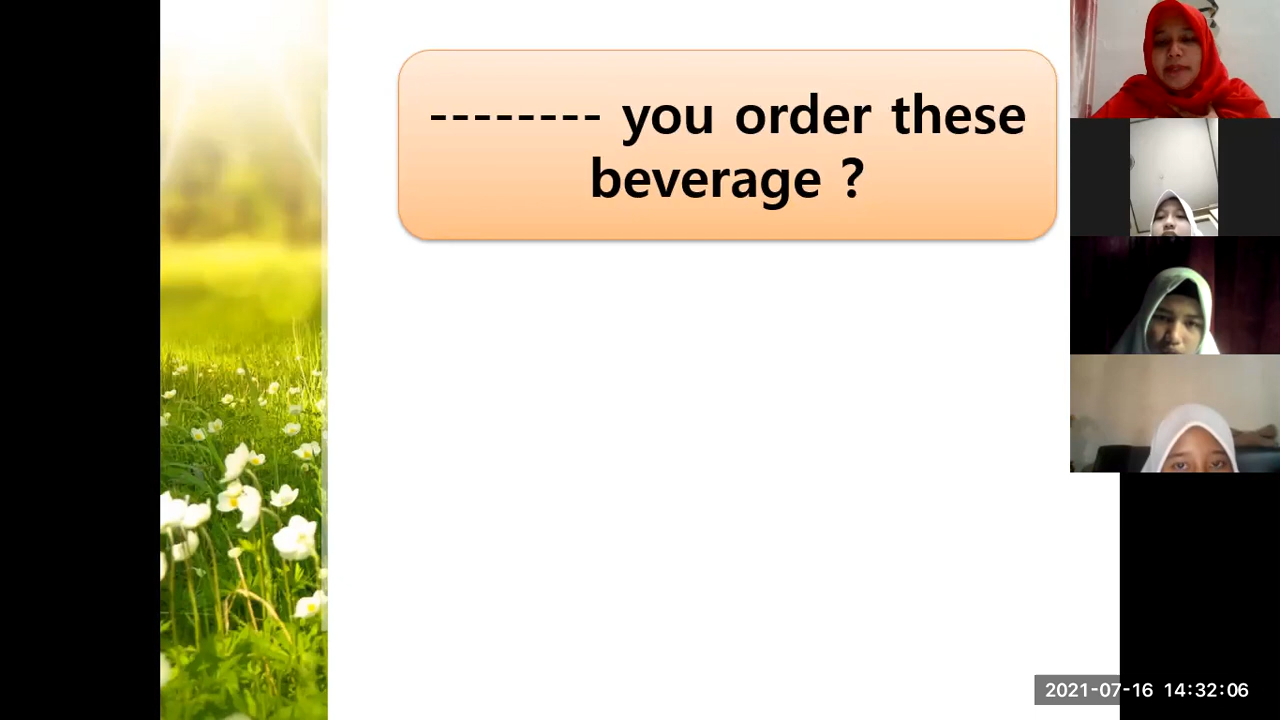 -------- you order these
beverage ?
2021-07-16 14:32:06